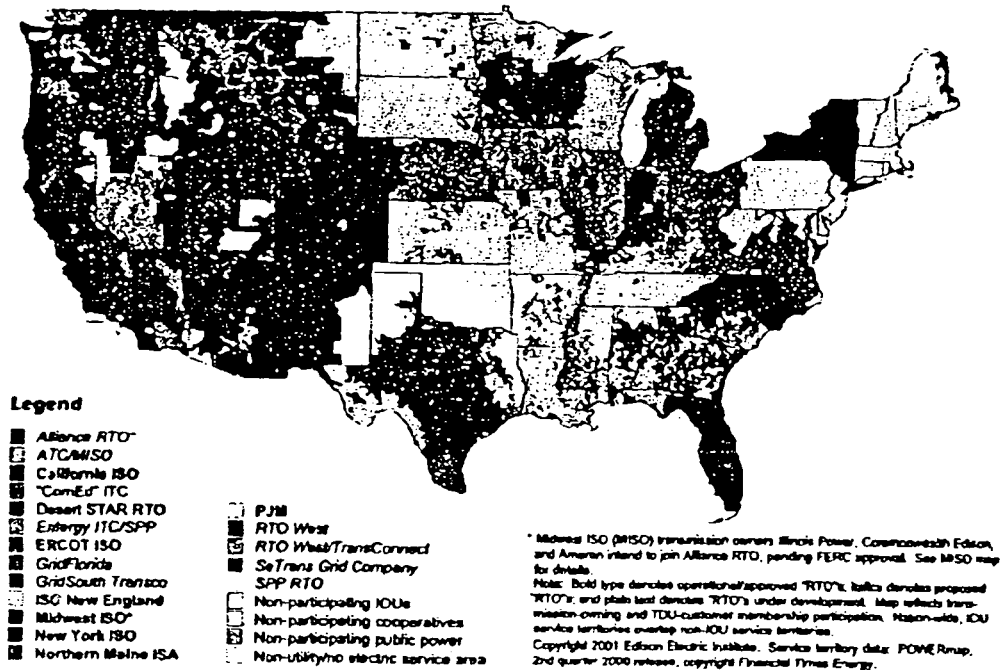 Legend
Alliance RTO*
ATC/MISO
California ISO
"ComEd" ITC
Desert STAR RTO
Entergy ITC/SPP
ERCOT ISO
GridFlorida
GridSouth Transco
ISO New England
Midwest ISO*
New York ISO
Northern Maine ISA
PJM
RTO West
RTO West/TransConnect
SeTrans Grid Company
SPP RTO
Non-participating IOUs
Non-participating cooperatives
Non-participating public power
Non-utility/no electric service area
* Midwest ISO (MISO) transmission owners Illinois Power, Commonwealth Edison,
and Ameren intend to join Alliance RTO, pending FERC approval. See MISO map
for details.
Note: Bold type denotes operational/approved "RTO"s; italics denotes proposed
"RTO"s; and plain text denotes "RTO"s under development. Map reflects trans-
mission-owning and TDU-customer membership participation. Nation-wide, IOU
service territories overlap non-IOU service territories.
Copyright 2001 Edison Electric Institute. Service territory data: POWERmap,
2nd quarter 2000 release, copyright Financial Times Energy.